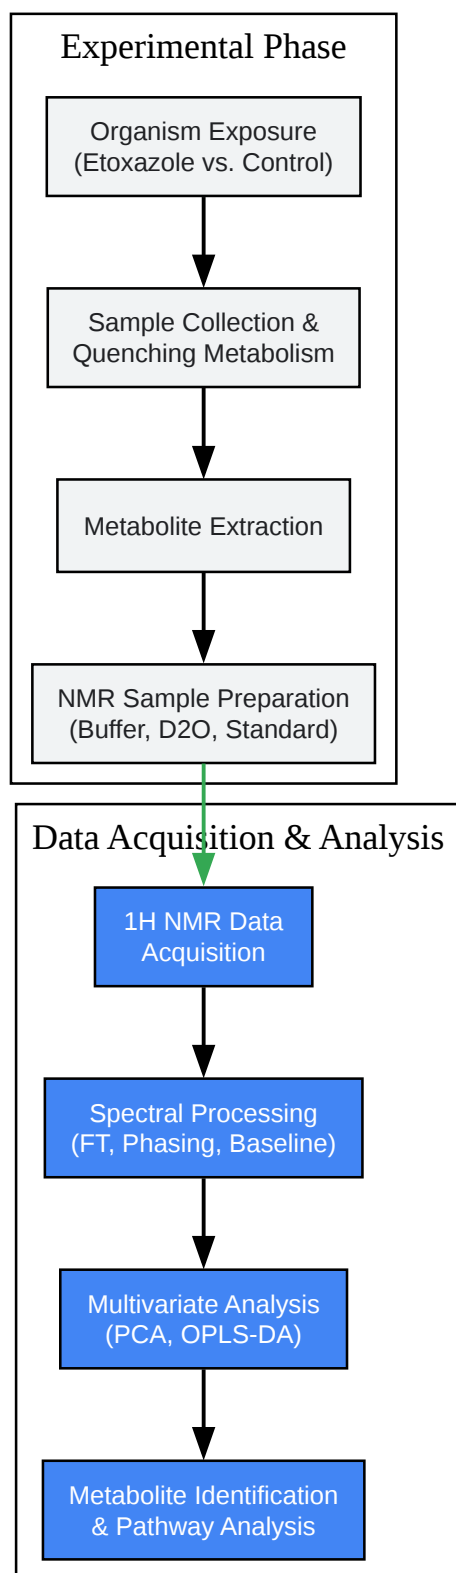 Experimental Phase
Organism Exposure
(Etoxazole vs. Control)
Sample Collection &
Quenching Metabolism
Metabolite Extraction
NMR Sample Preparation
(Buffer, D2O, Standard)
Data Acquisition & Analysis
1H NMR Data
Acquisition
Spectral Processing
(FT, Phasing, Baseline)
Multivariate Analysis
(PCA, OPLS-DA)
Metabolite Identification
& Pathway Analysis